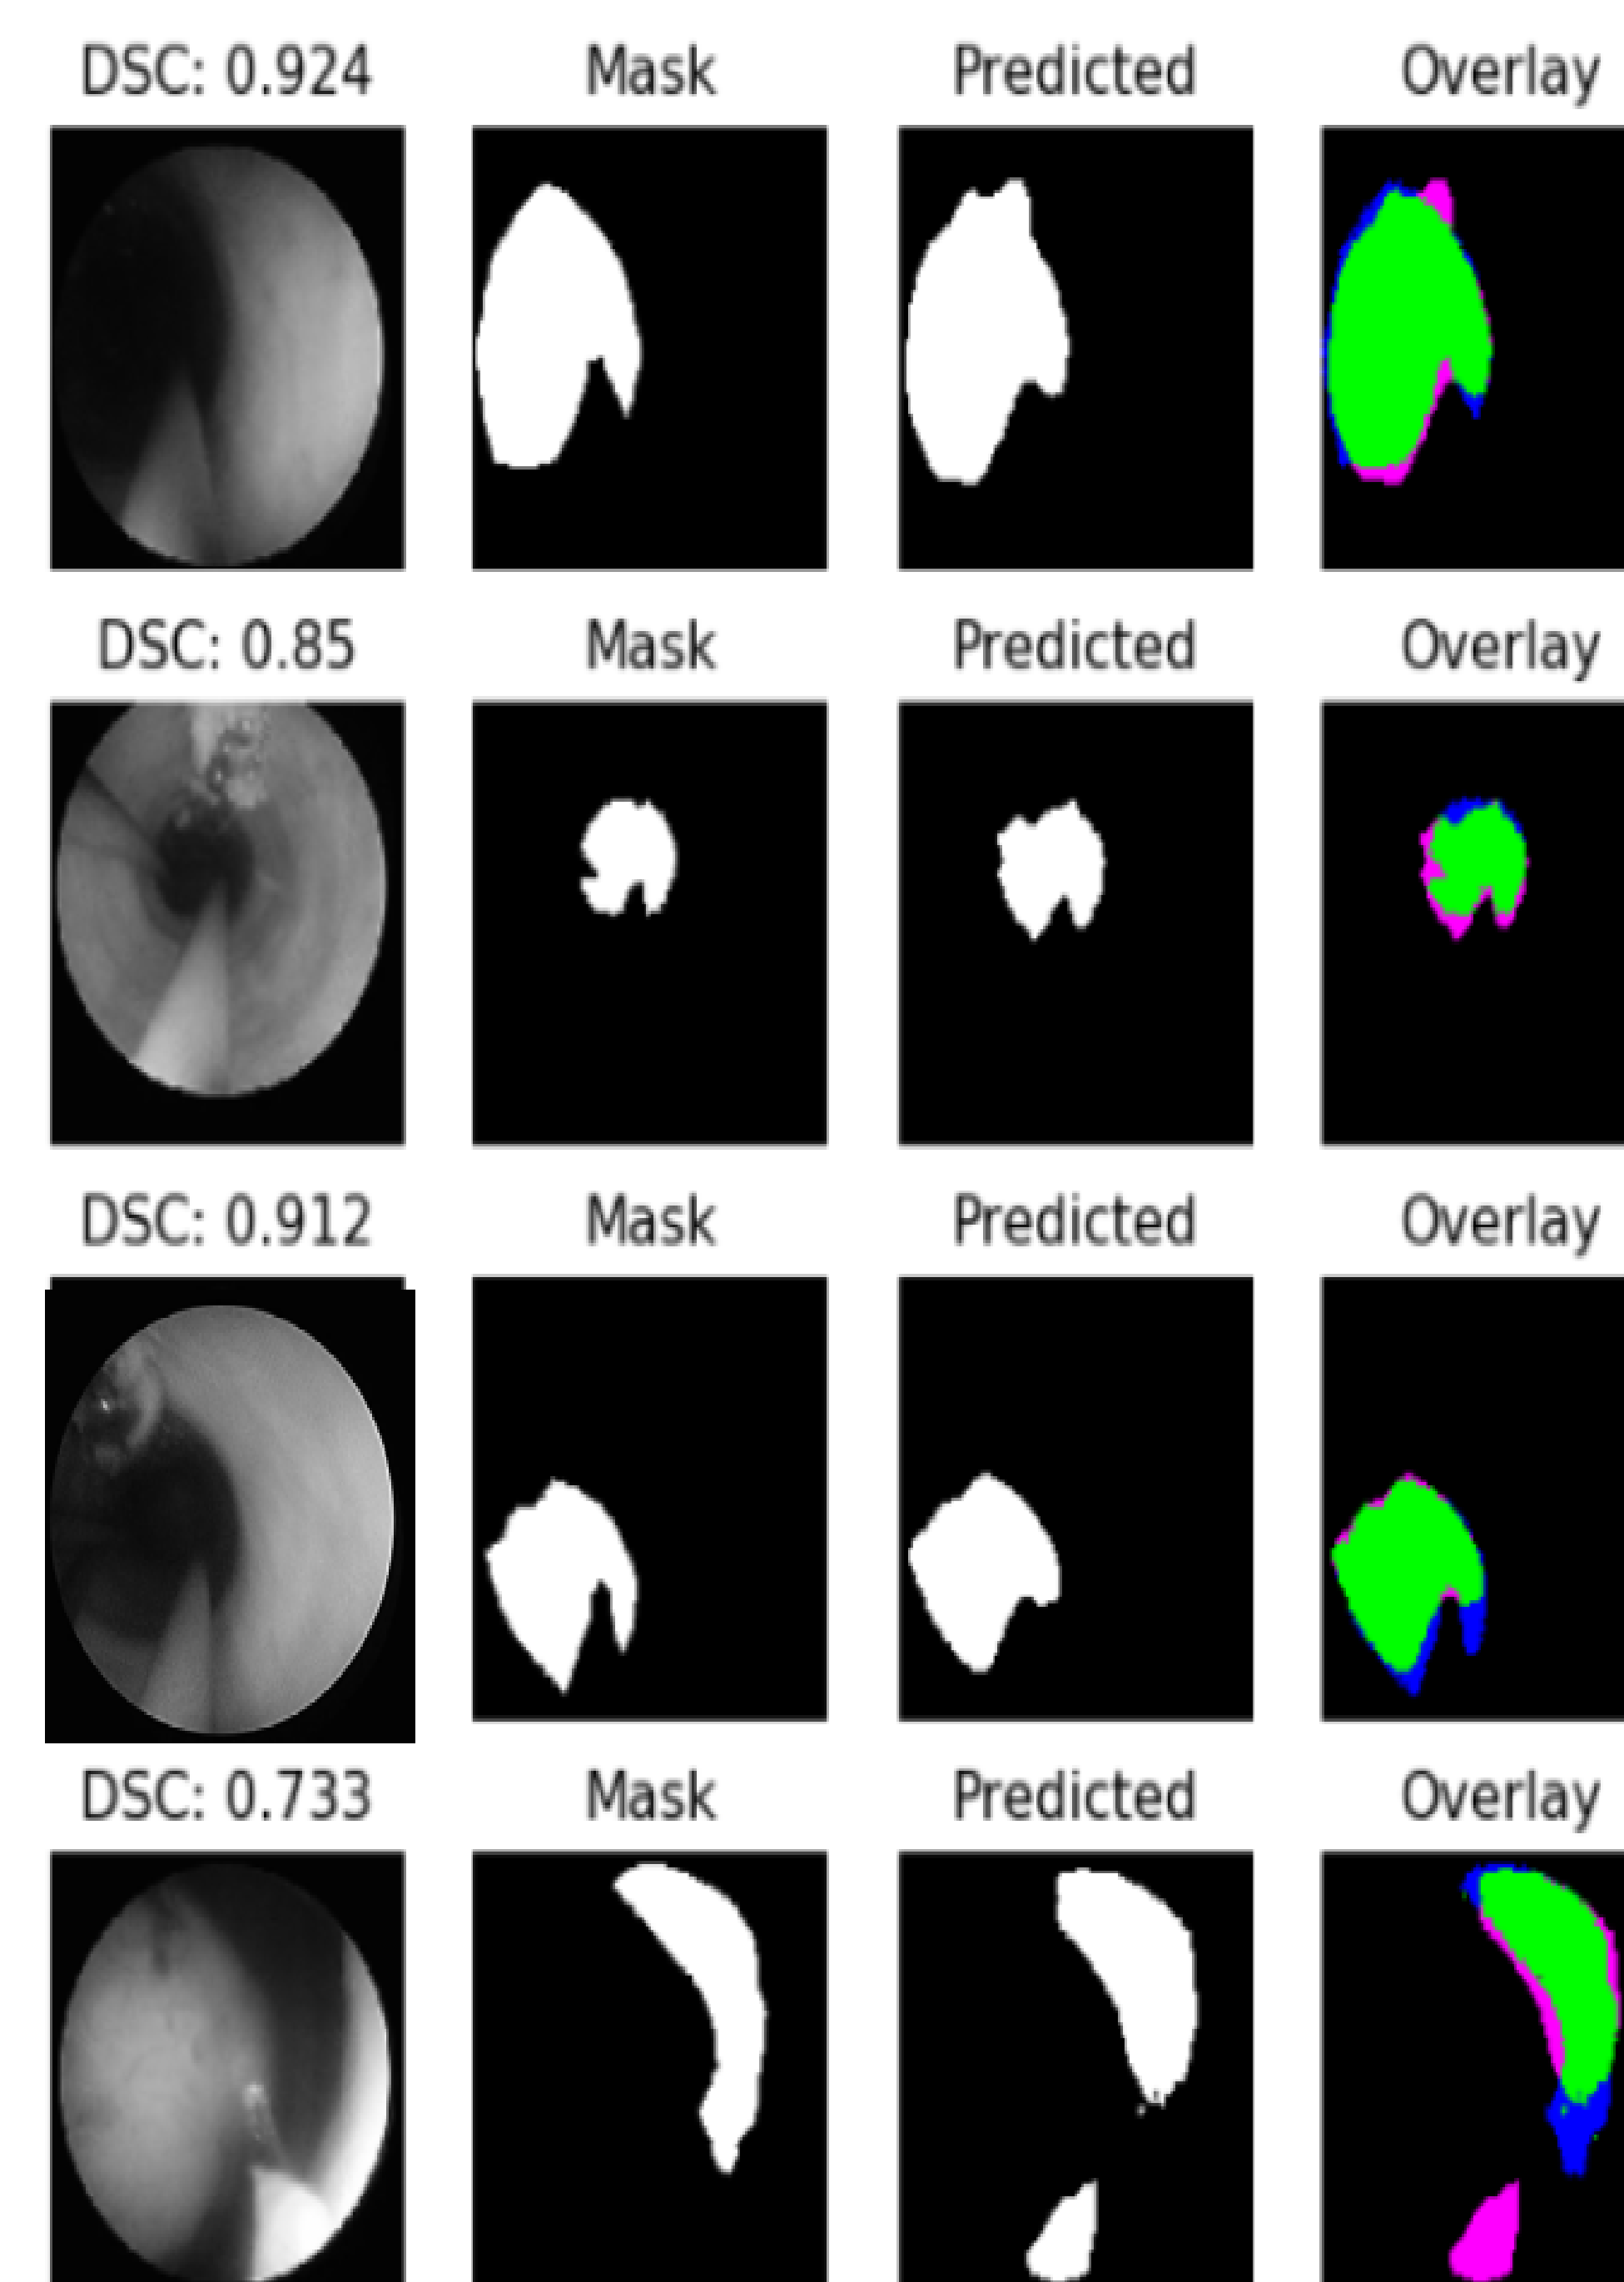 DSC: 0.924 Mask Predicted Overlay
DSC: 0.85 Mask Predicted Overlay
DSC: 0.912 Mask Predicted Overlay
DSC: 0.733 Mask Predicted Overlay